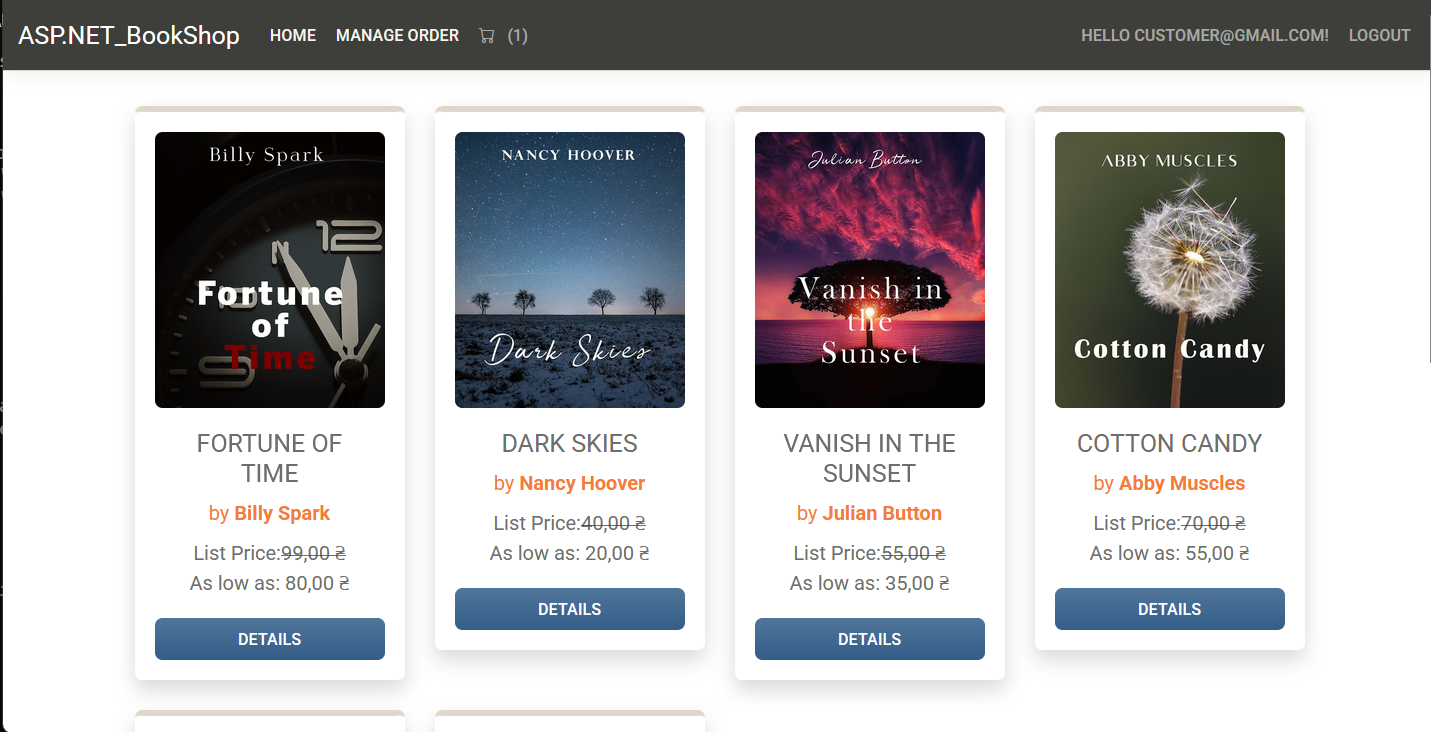 ASP.NET_BookShop HOME MANAGE ORDER (1) HELLO CUSTOMER@GMAIL.COM! LOGOUT
Billy Spark
12
Fortune
of
Time
9
FORTUNE OF
TIME
by Billy Spark
List Price:99,00 ₴
As low as: 80,00 ₴
DETAILS
NANCY HOOVER
Dark Skies
DARK SKIES
by Nancy Hoover
List Price:40,00 ₴
As low as: 20,00 ₴
DETAILS
Julian Button
Vanish in
the
Sunset
VANISH IN THE
SUNSET
by Julian Button
List Price:55,00 ₴
As low as: 35,00 ₴
DETAILS
ABBY MUSCLES
Cotton Candy
COTTON CANDY
by Abby Muscles
List Price:70,00 ₴
As low as: 55,00 ₴
DETAILS